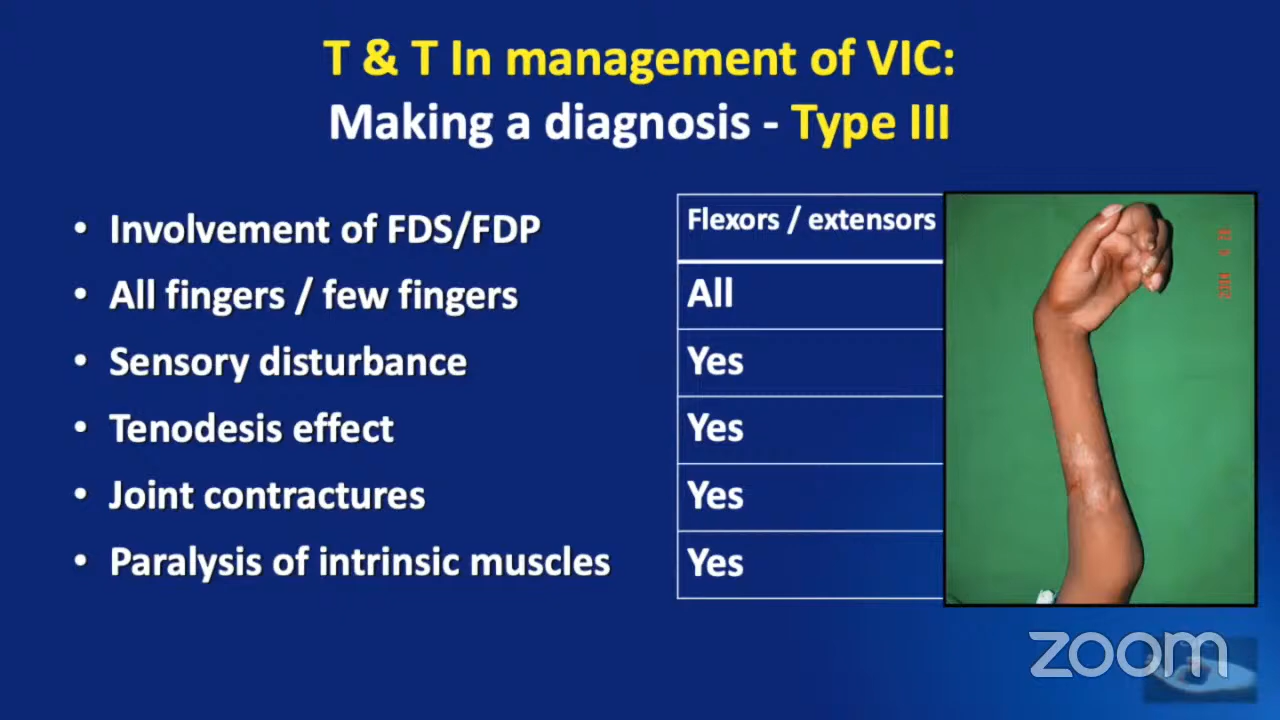 T & T In management of VIC:
Making a diagnosis - Type III
• Involvement of FDS/FDP
Flexors / extensors
• All fingers / few fingers
All
• Sensory disturbance
Yes
• Tenodesis effect
Yes
• Joint contractures
Yes
• Paralysis of intrinsic muscles
Yes
zoom